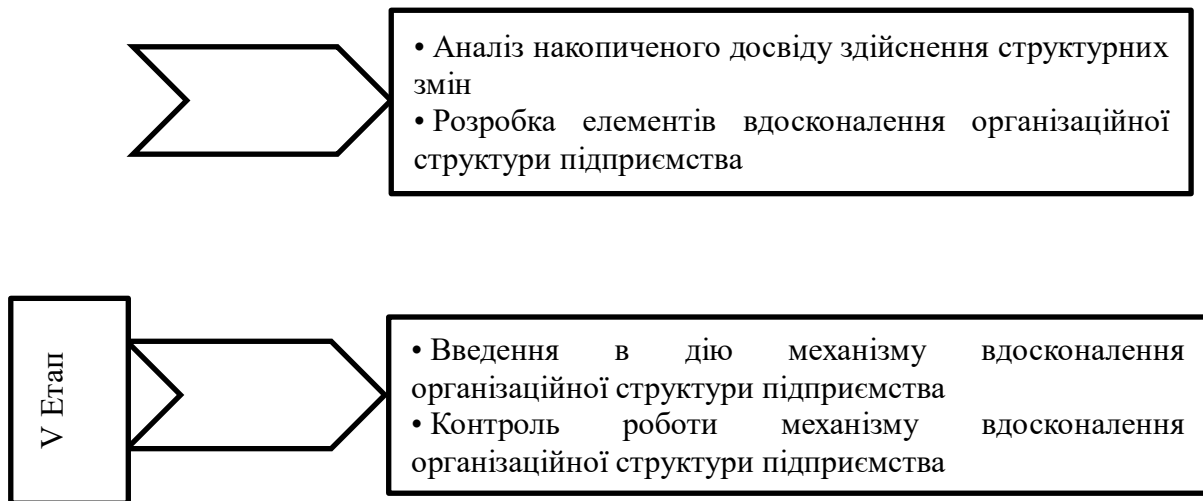 • Аналіз накопиченого досвіду здійснення структурних
змін
• Розробка елементів вдосконалення організаційної
структури підприємства
V Етап
• Введення в дію механізму вдосконалення
організаційної структури підприємства
• Контроль роботи механізму вдосконалення
організаційної структури підприємства